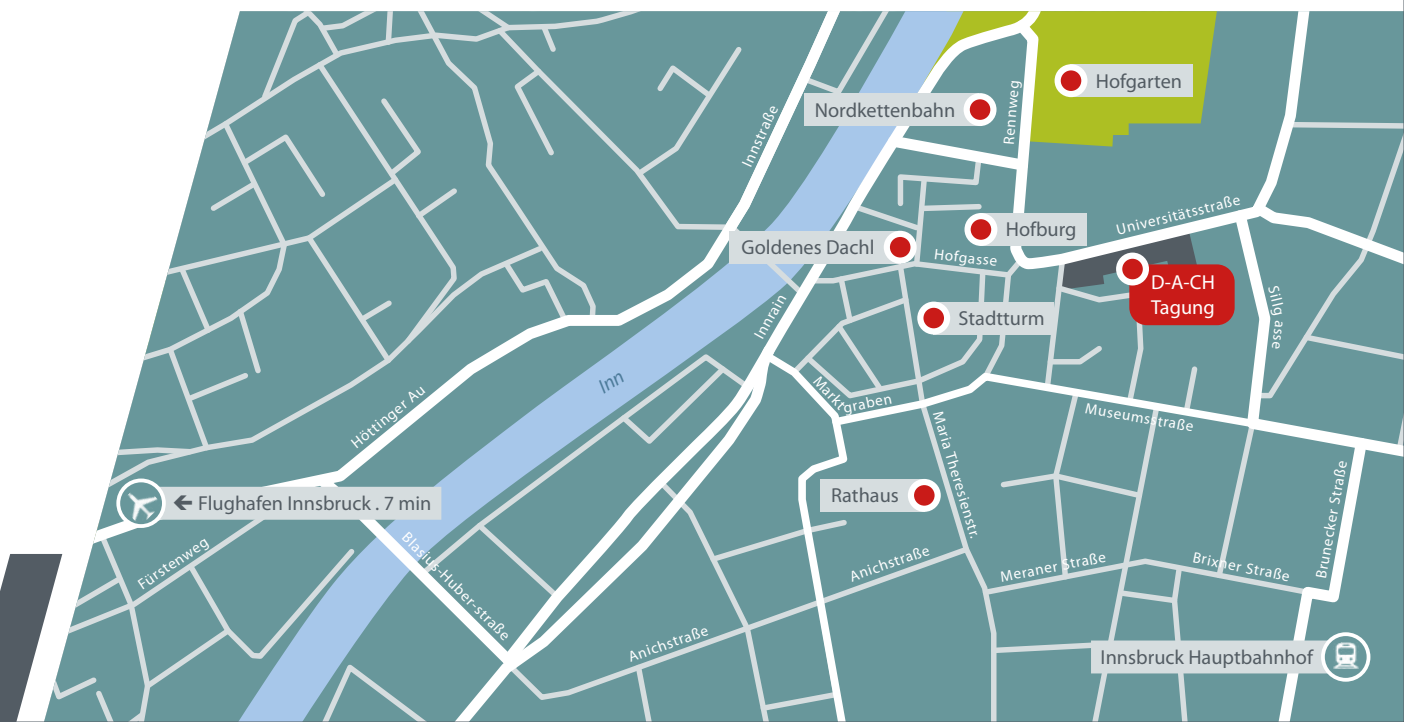 Hofgarten
Nordkettenbahn
Rennweg
Innstraße
Universitätsstraße
Hofburg
Goldenes Dachl
Hofgasse
D-A-CH
Tagung
Sillg asse
Stadtturm
Innrain
Inn
Marktgraben
Höttinger Au
Museumsstraße
Maria Theresienstr.
Brunecker Straße
Rathaus
← Flughafen Innsbruck . 7 min
Fürstenweg
Blasius-Huber-straße
Anichstraße
Meraner Straße
Brixner Straße
Anichstraße
Innsbruck Hauptbahnhof